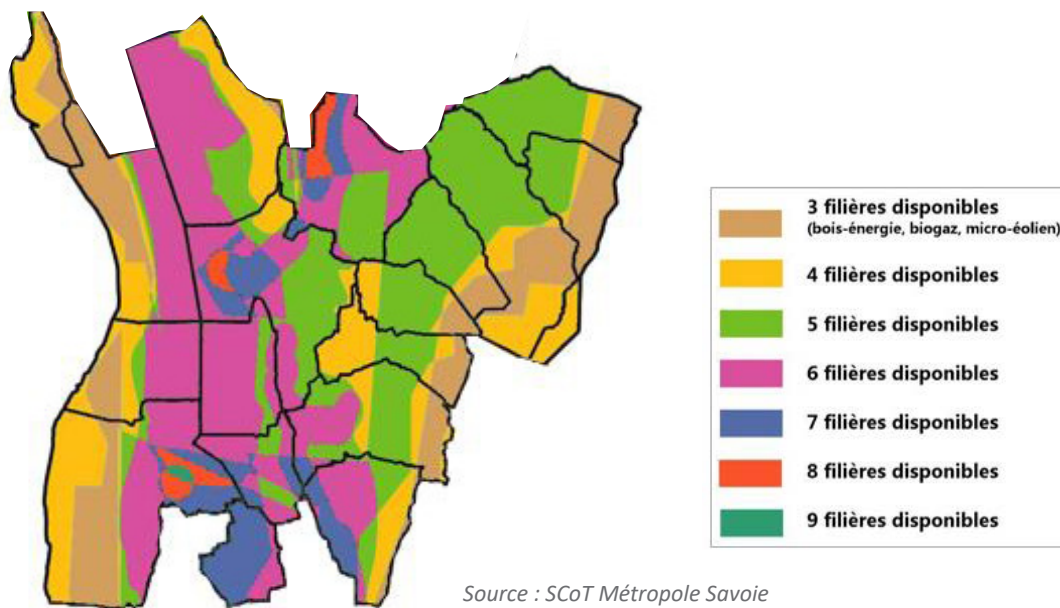 3 filières disponibles
(bois-énergie, biogaz, micro-éolien)
4 filières disponibles
5 filières disponibles
6 filières disponibles
7 filières disponibles
8 filières disponibles
9 filières disponibles
Source : SCoT Métropole Savoie